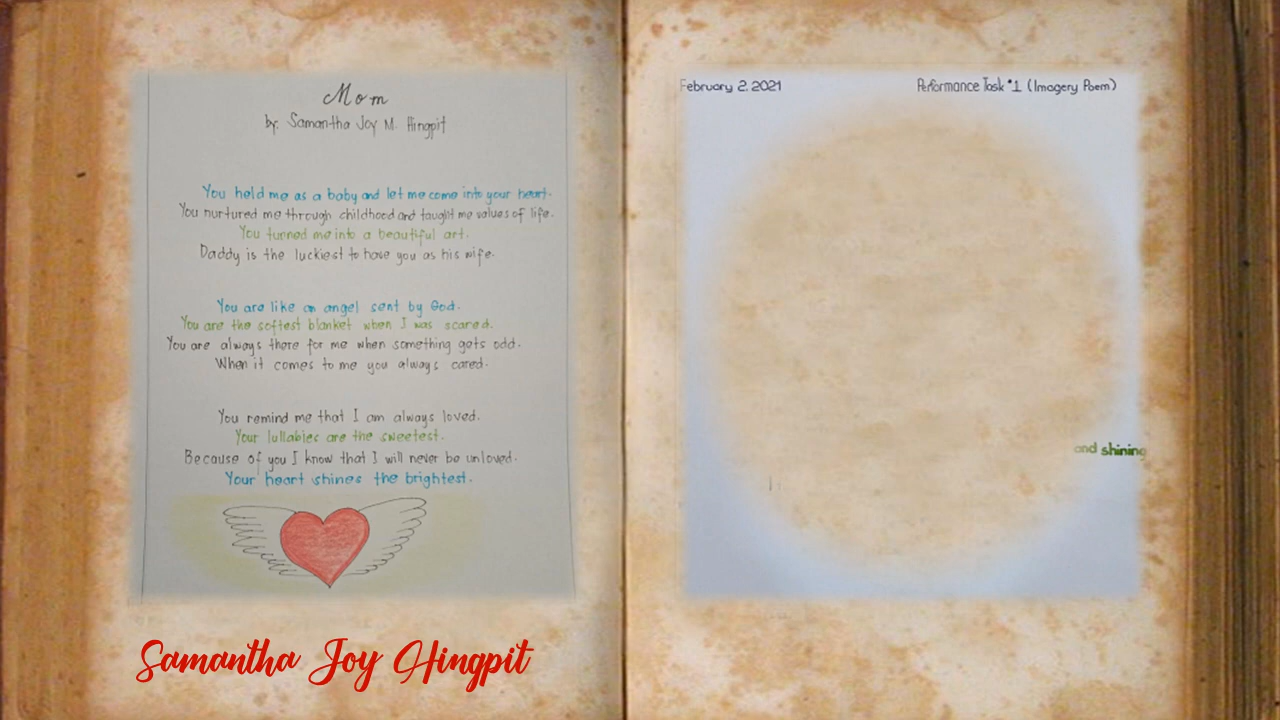 Mom
by: Samantha Joy M. Hingpit
You held me as a baby and let me come into your heart.
You nurtured me through childhood and taught me values of life.
You turned me into a beautiful art.
Daddy is the luckiest to have you as his wife.
You are like an angel sent by God.
You are the softest blanket when I was scared.
You are always there for me when something gets odd.
When it comes to me you always cared.
You remind me that I am always loved.
Your lullabies are the sweetest.
Because of you I know that I will never be unloved.
Your heart shines the brightest.
Samantha Joy Hingpit
February 2, 2021
Performance Task #1 (Imagery Poem)
and shining